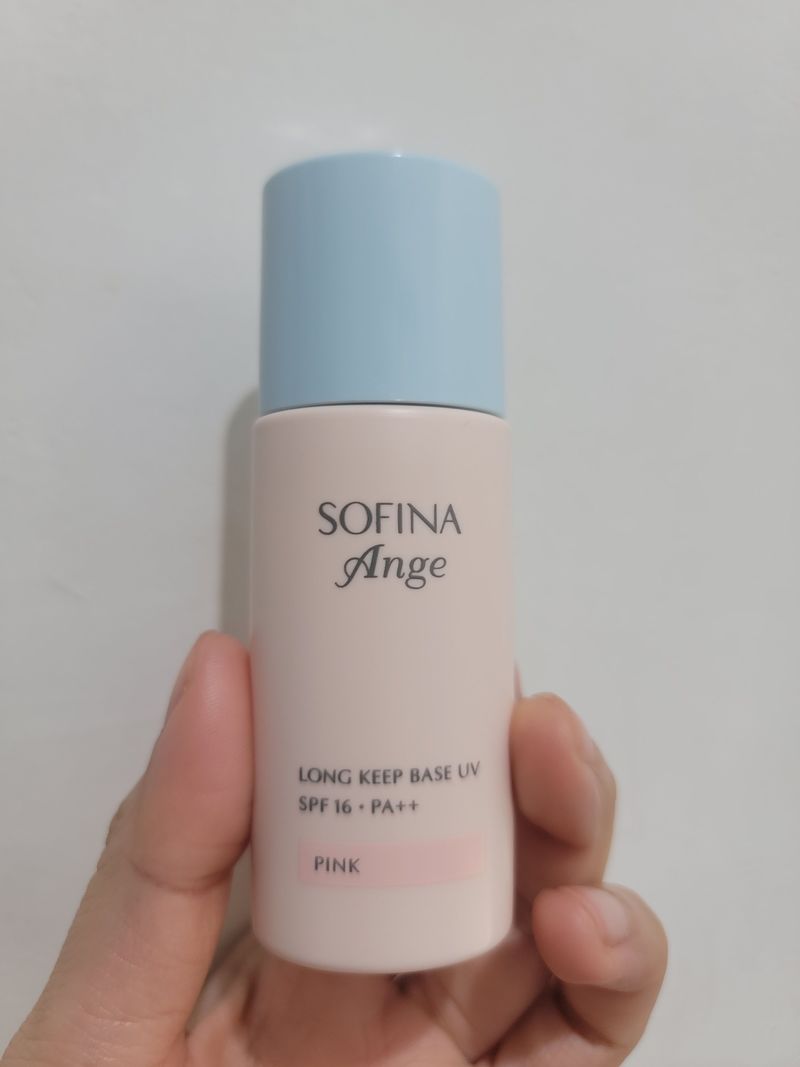 SOFINA
Ange
LONG KEEP BASE UV
SPF 16・PA++
PINK